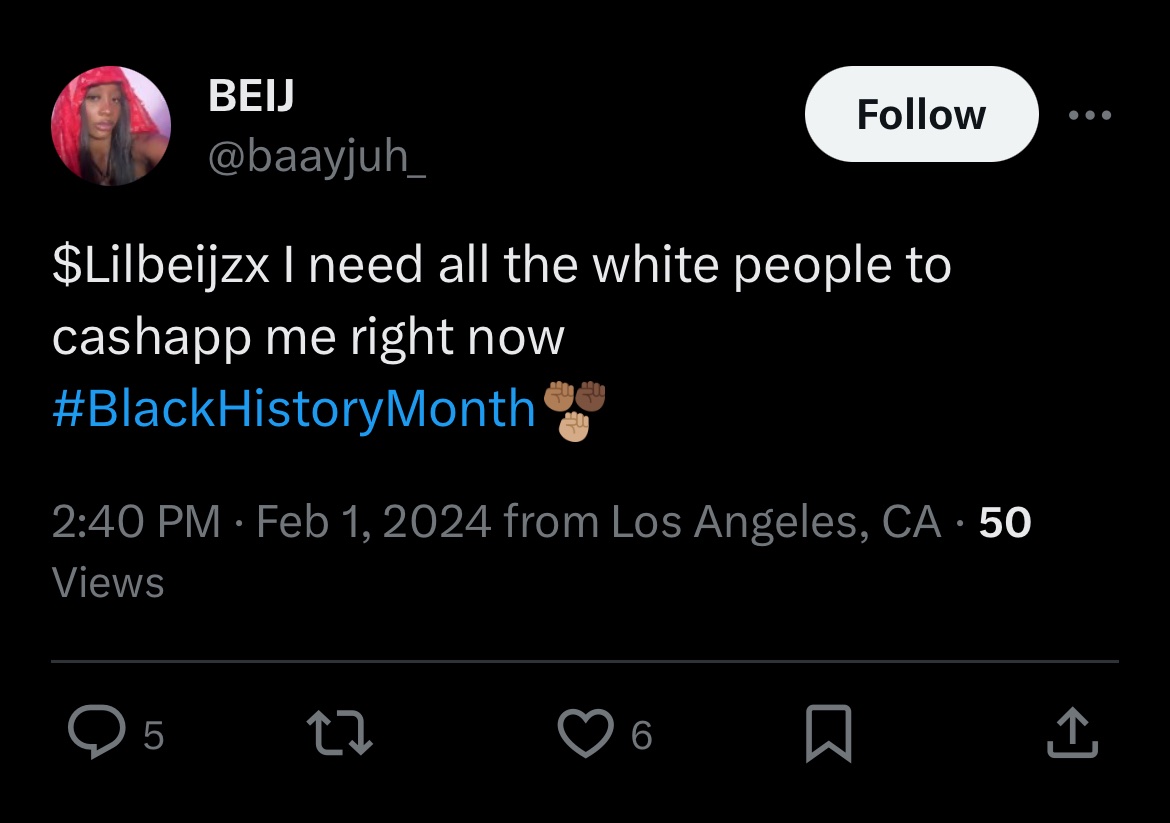 BEIJ
@baayjuh_
Follow
$Lilbeijzx I need all the white people to
cashapp me right now
#BlackHistoryMonth✊🏽✊🏾✊🏼
2:40 PM · Feb 1, 2024 from Los Angeles, CA · 50
Views
5
6